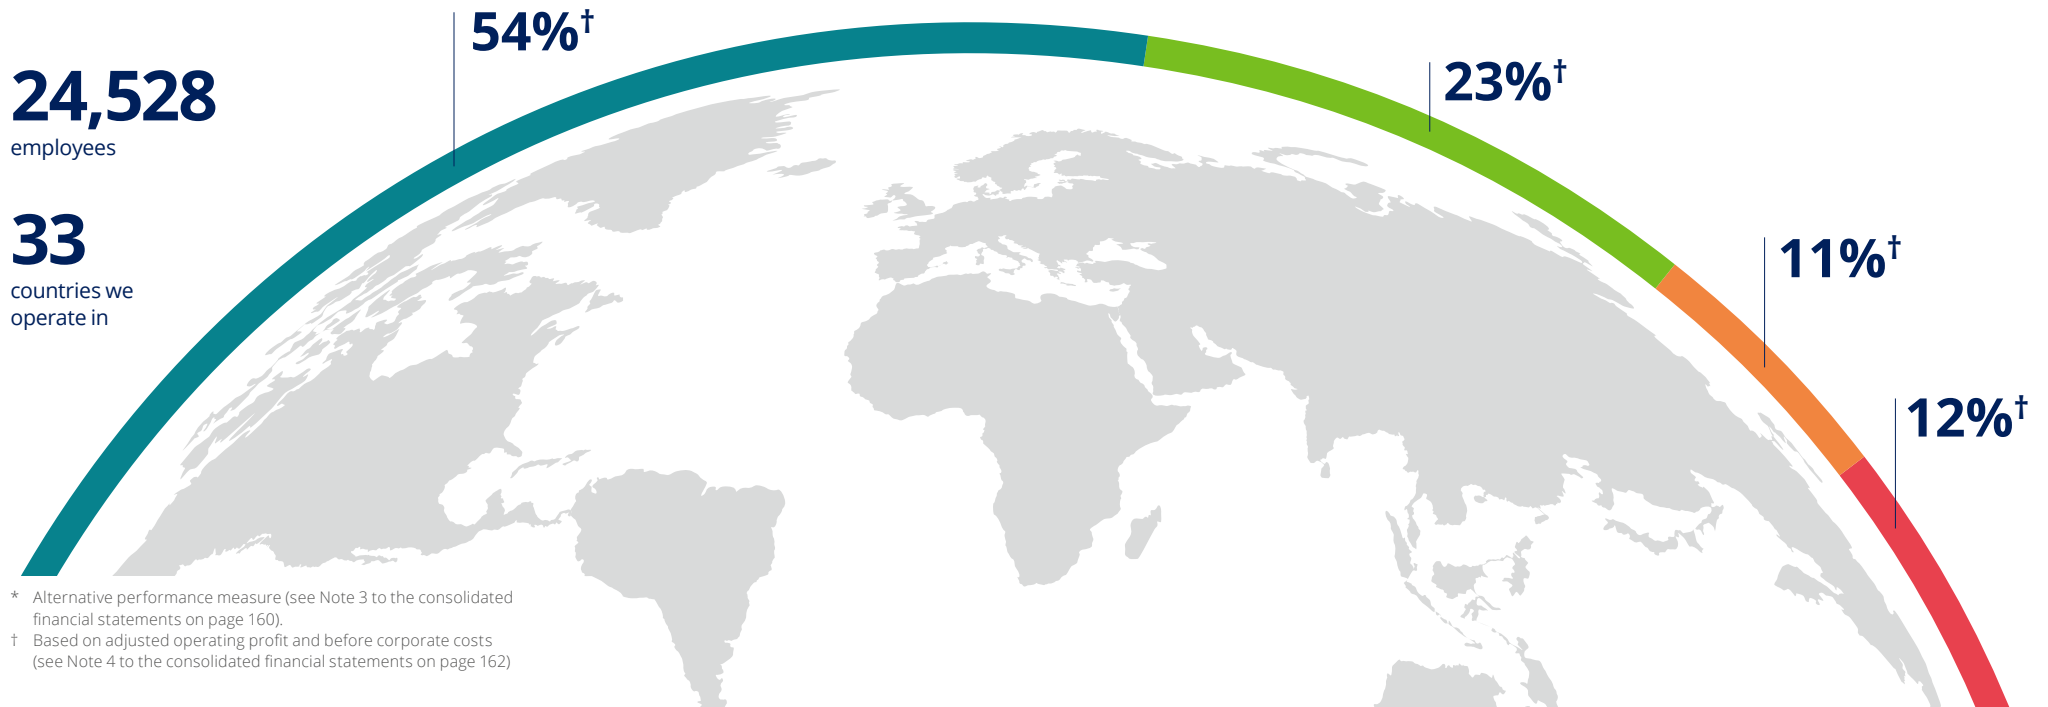 54%†
24,528
employees
23%†
33
countries we
operate in
11%†
12%†
* Alternative performance measure (see Note 3 to the consolidated
financial statements on page 160).
† Based on adjusted operating profit and before corporate costs
(see Note 4 to the consolidated financial statements on page 162)